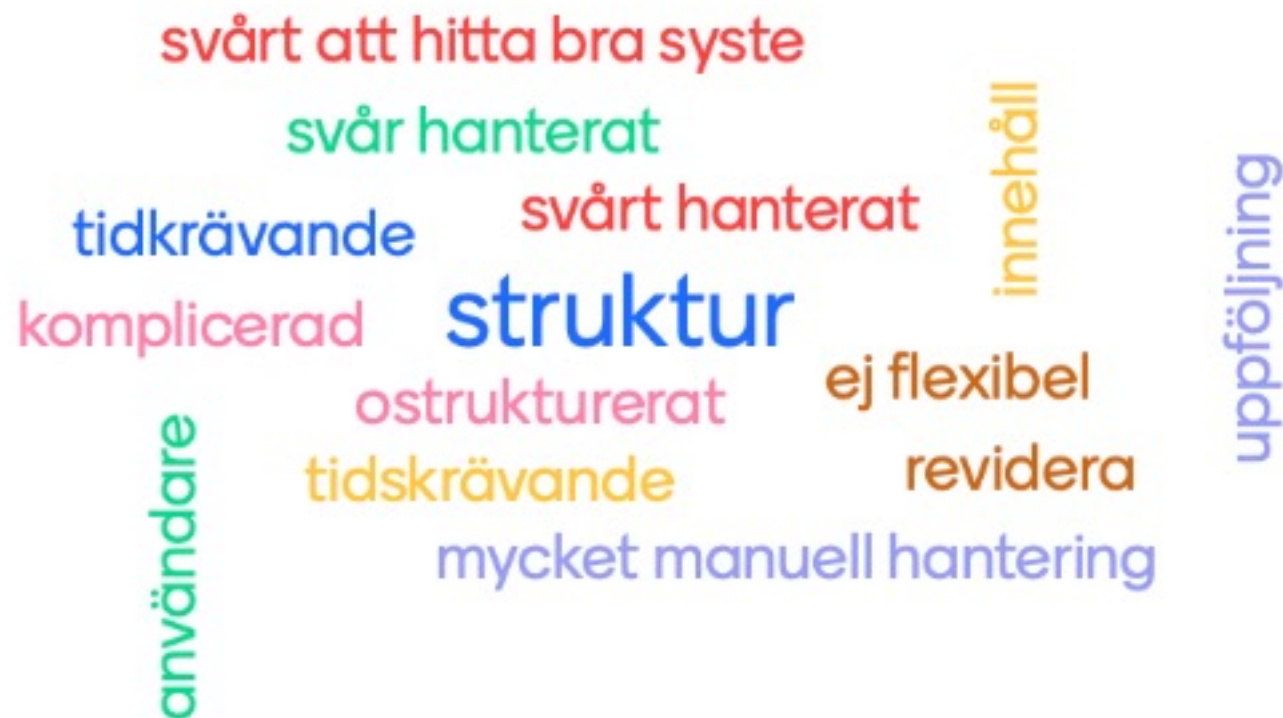 svårt att hitta bra syste
svår hanterat
innehåll
svårt hanterat
uppföljning
tidkrävande
struktur
komplicerad
ej flexibel
ostrukturerat
revidera
tidskrävande
användare
mycket manuell hantering